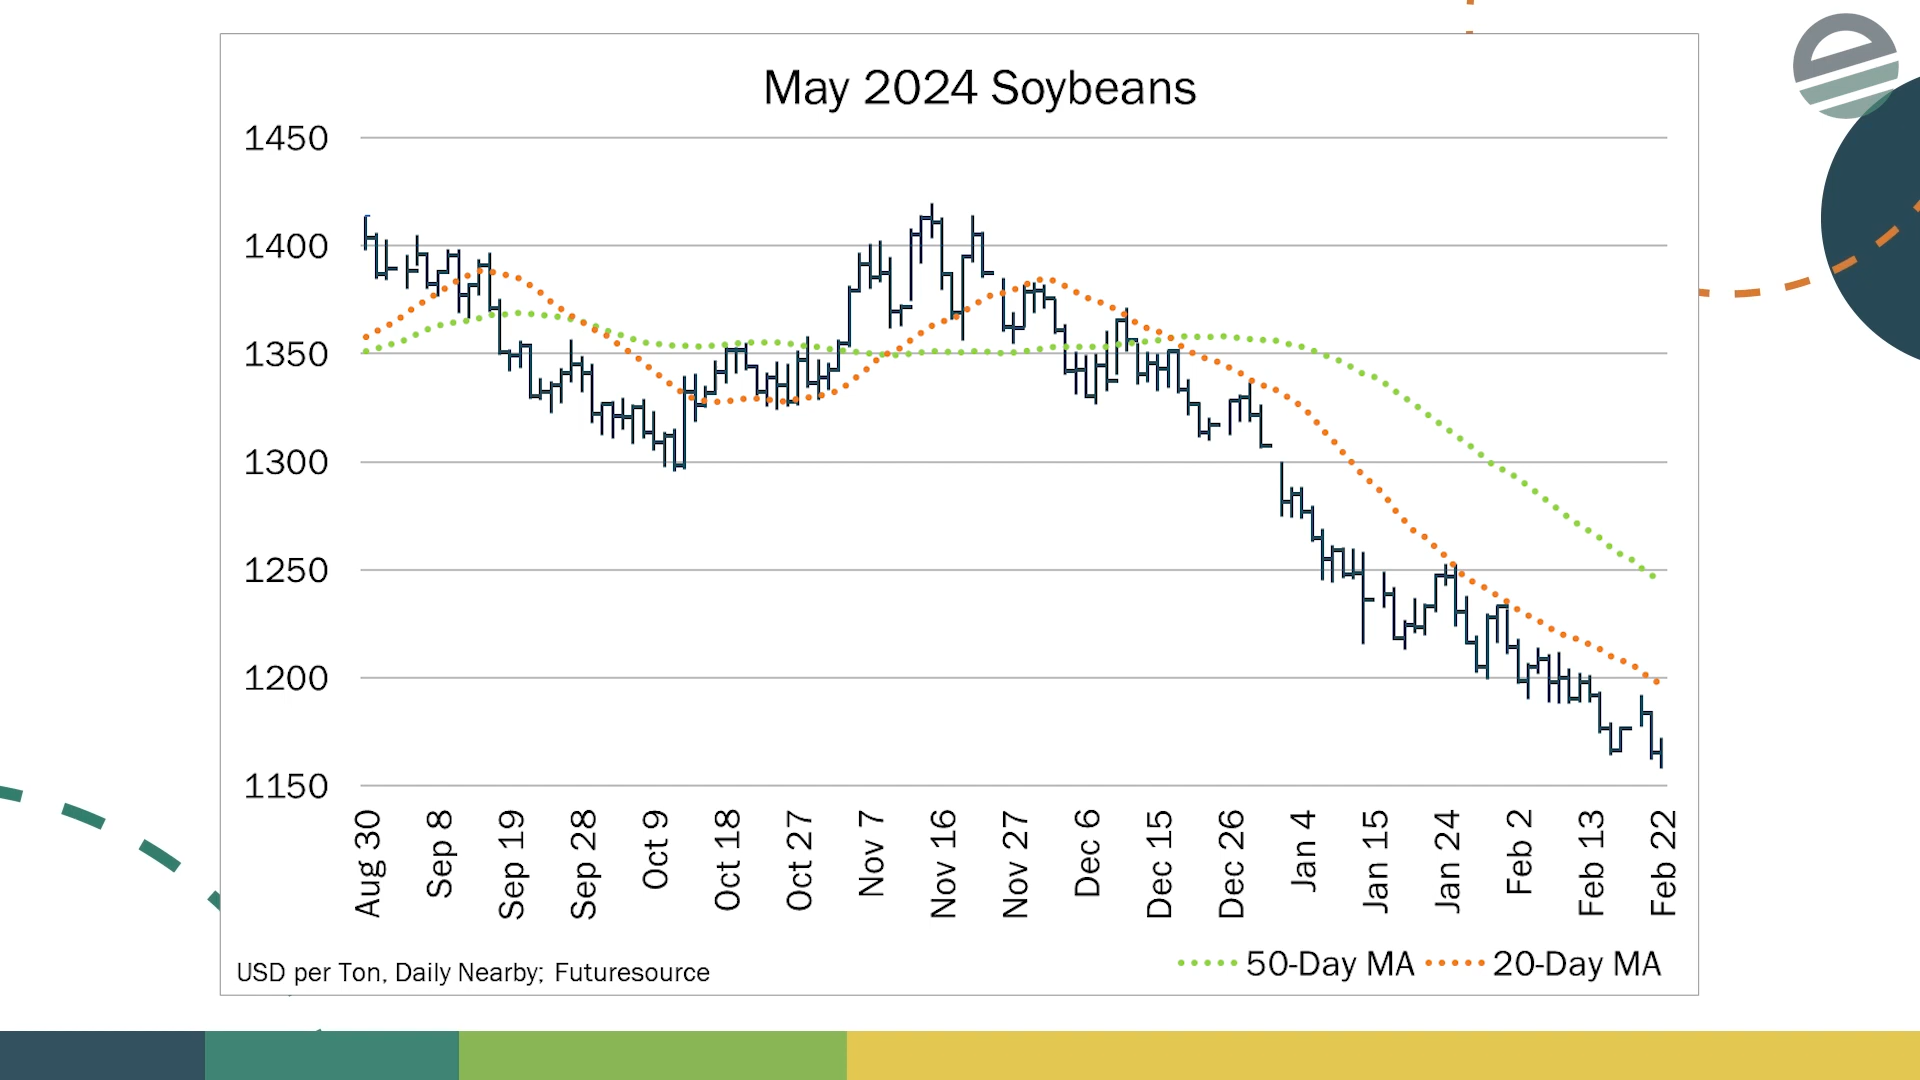 May 2024 Soybeans
1450
1400
1350
1300
1250
1200
1150
Aug 30
Sep 8
Sep 19
Sep 28
Oct 9
Oct 18
Oct 27
Nov 7
Nov 16
Nov 27
Dec 6
Dec 15
Dec 26
Jan 4
Jan 15
Jan 24
Feb 2
Feb 13
Feb 22
50-Day MA
20-Day MA
USD per Ton, Daily Nearby; Futuresource